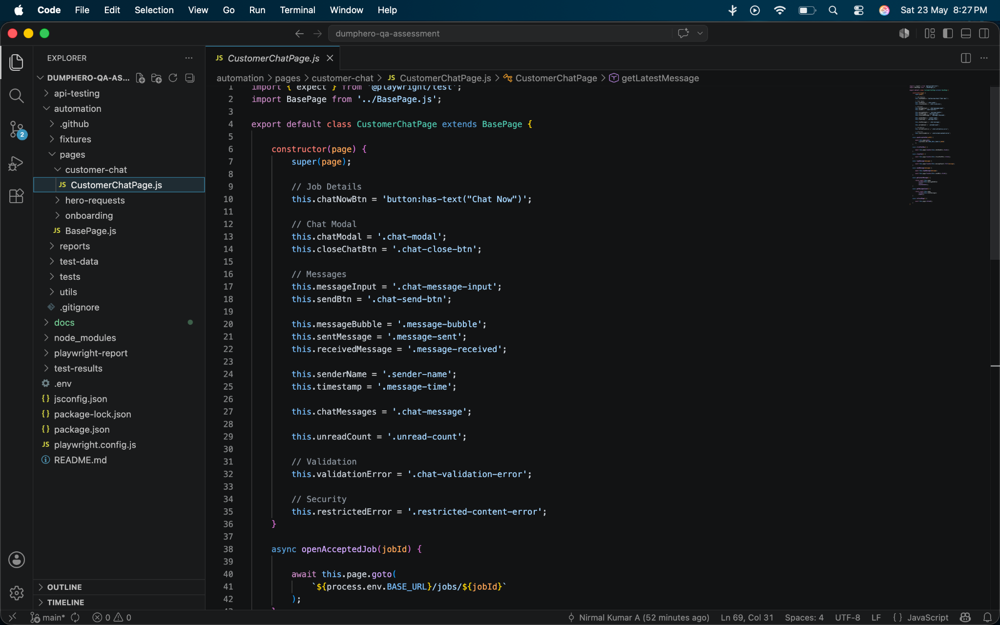 Code File Edit Selection View Go Run Terminal Window Help Sat 23 May 8:27 PM
dumphero-qa-assessment
EXPLORER
DUMPHERO-QA-AS...
api-testing
automation
.github
fixtures
pages
customer-chat
JS CustomerChatPage.js
hero-requests
onboarding
JS BasePage.js
reports
test-data
tests
utils
.gitignore
docs
node_modules
playwright-report
test-results
.env
{} jsconfig.json
{} package-lock.json
{} package.json
JS playwright.config.js
README.md
OUTLINE
TIMELINE
2
JS CustomerChatPage.js
automation > pages > customer-chat > JS CustomerChatPage.js > CustomerChatPage > getLatestMessage
1 import { expect } from '@playwright/test';
2 import BasePage from '../BasePage.js';
3
4 export default class CustomerChatPage extends BasePage {
5
6 constructor(page) {
7 super(page);
8
9 // Job Details
10 this.chatNowBtn = 'button:has-text("Chat Now")';
11
12 // Chat Modal
13 this.chatModal = '.chat-modal';
14 this.closeChatBtn = '.chat-close-btn';
15
16 // Messages
17 this.messageInput = '.chat-message-input';
18 this.sendBtn = '.chat-send-btn';
19
20 this.messageBubble = '.message-bubble';
21 this.sentMessage = '.message-sent';
22 this.receivedMessage = '.message-received';
23
24 this.senderName = '.sender-name';
25 this.timestamp = '.message-time';
26
27 this.chatMessages = '.chat-message';
28
29 this.unreadCount = '.unread-count';
30
31 // Validation
32 this.validationError = '.chat-validation-error';
33
34 // Security
35 this.restrictedError = '.restricted-content-error';
36 }
37
38 async openAcceptedJob(jobId) {
39
40 await this.page.goto(
41 `${process.env.BASE_URL}/jobs/${jobId}`
42 );
main* 0 0 Nirmal Kumar A (52 minutes ago) Ln 69, Col 31 Spaces: 4 UTF-8 LF {} JavaScript